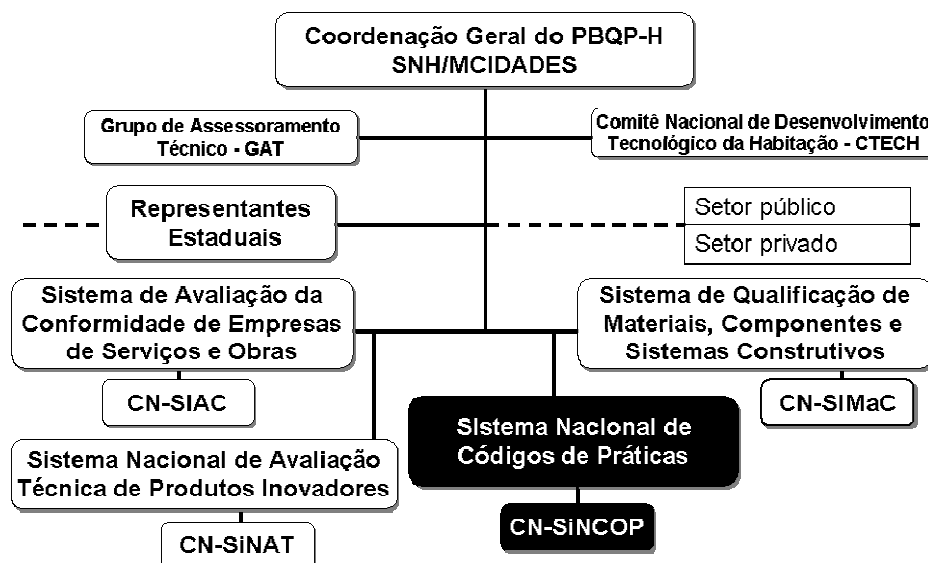 Coordenação Geral do PBQP-H
SNH/MCIDADES
Grupo de Assessoramento
Técnico - GAT
Comitê Nacional de Desenvolvimento
Tecnológico da Habitação - CTECH
Representantes
Estaduais
Setor público
Setor privado
Sistema de Avaliação da
Conformidade de Empresas
de Serviços e Obras
Sistema de Qualificação de
Materiais, Componentes e
Sistemas Construtivos
CN-SIAC
CN-SIMaC
Sistema Nacional de
Códigos de Práticas
Sistema Nacional de Avaliação
Técnica de Produtos Inovadores
CN-SiNCOP
CN-SiNAT